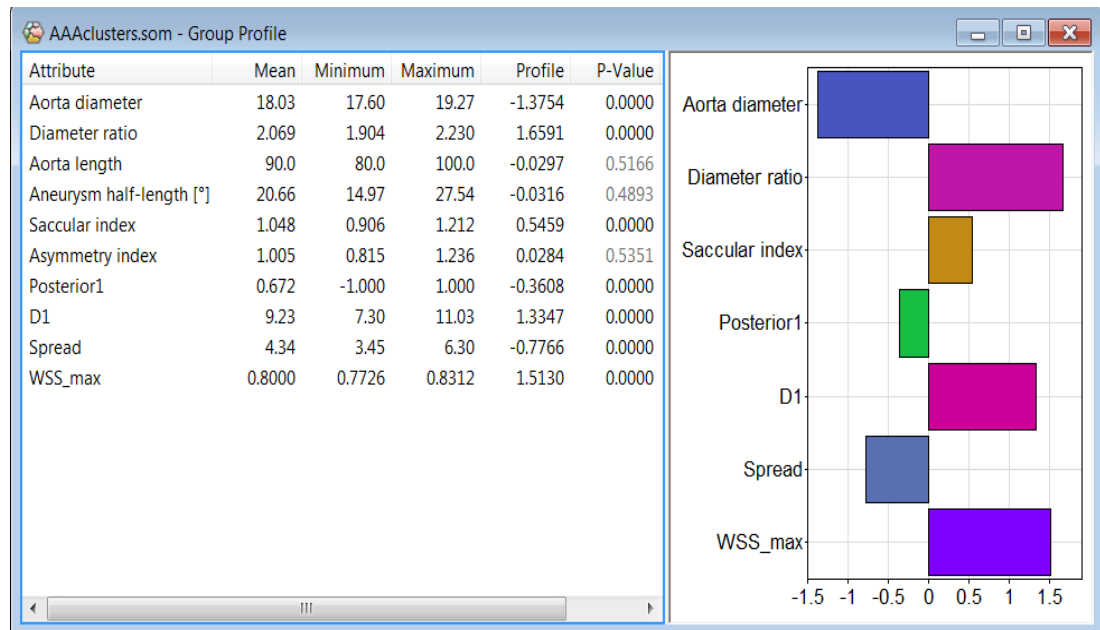 AAAclusters.som - Group Profile
Attribute Mean Minimum Maximum Profile P-Value
Aorta diameter 18.03 17.60 19.27 -1.3754 0.0000
Diameter ratio 2.069 1.904 2.230 1.6591 0.0000
Aorta length 90.0 80.0 100.0 -0.0297 0.5166
Aneurysm half-length [°] 20.66 14.97 27.54 -0.0316 0.4893
Saccular index 1.048 0.906 1.212 0.5459 0.0000
Asymmetry index 1.005 0.815 1.236 0.0284 0.5351
Posterior1 0.672 -1.000 1.000 -0.3608 0.0000
D1 9.23 7.30 11.03 1.3347 0.0000
Spread 4.34 3.45 6.30 -0.7766 0.0000
WSS_max 0.8000 0.7726 0.8312 1.5130 0.0000
Aorta diameter
Diameter ratio
Saccular index
Posterior1
D1
Spread
WSS_max
-1.5 -1 -0.5 0 0.5 1 1.5